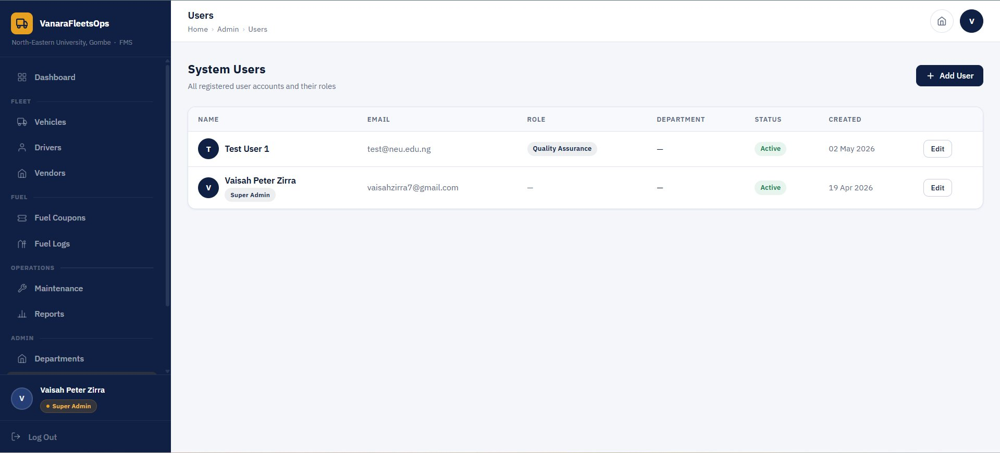 VanaraFleetsOps
North-Eastern University, Gombe · FMS
Dashboard
FLEET
Vehicles
Drivers
Vendors
FUEL
Fuel Coupons
Fuel Logs
OPERATIONS
Maintenance
Reports
ADMIN
Departments
V
Vaisah Peter Zirra
Super Admin
Log Out
Users
Home › Admin › Users
V
System Users
All registered user accounts and their roles
+ Add User
NAME EMAIL ROLE DEPARTMENT STATUS CREATED
T Test User 1 test@neu.edu.ng Quality Assurance — Active 02 May 2026 Edit
V Vaisah Peter Zirra vaisahzirra7@gmail.com — — Active 19 Apr 2026 Edit
Super Admin